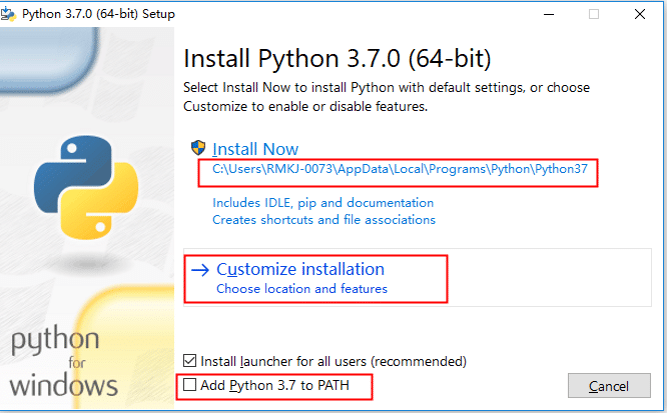 Python 3.7.0 (64-bit) Setup
Install Python 3.7.0 (64-bit)
Select Install Now to install Python with default settings, or choose
Customize to enable or disable features.
Install Now
C:\Users\RMKJ-0073\AppData\Local\Programs\Python\Python37
Includes IDLE, pip and documentation
Creates shortcuts and file associations
Customize installation
Choose location and features
Install launcher for all users (recommended)
Add Python 3.7 to PATH
Cancel
python
for
windows